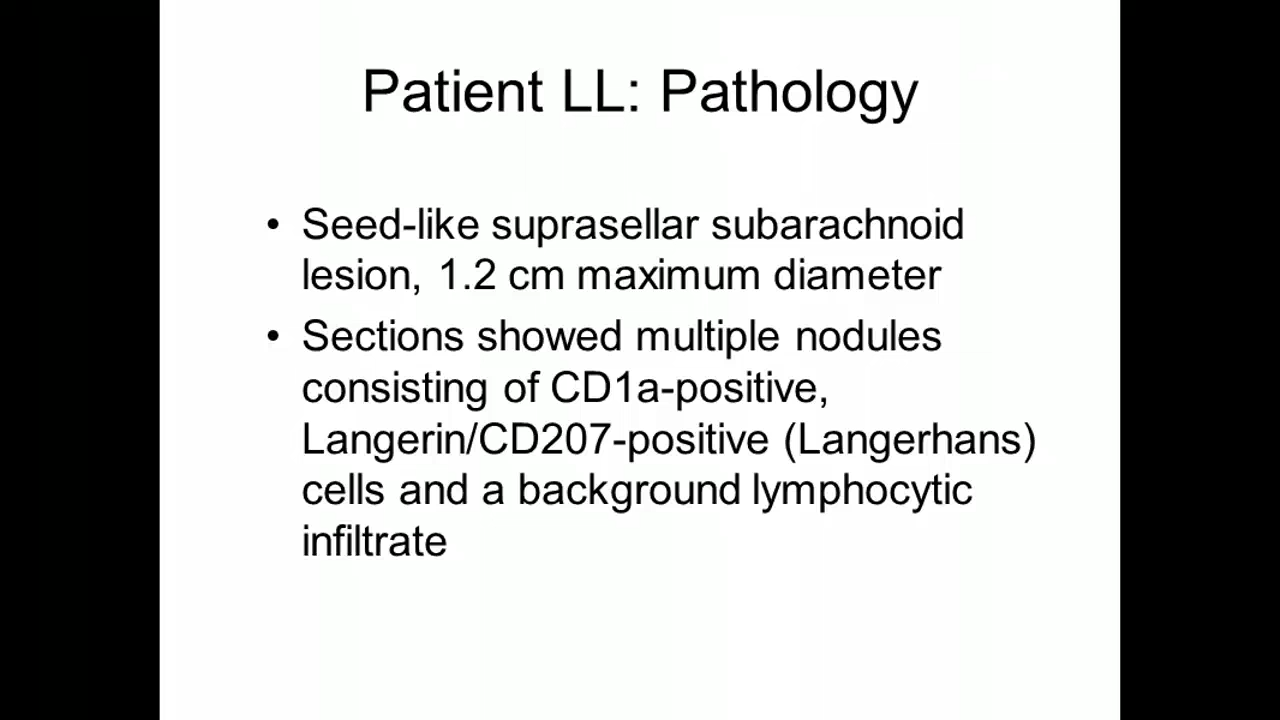 Patient LL: Pathology
• Seed-like suprasellar subarachnoid
lesion, 1.2 cm maximum diameter
• Sections showed multiple nodules
consisting of CD1a-positive,
Langerin/CD207-positive (Langerhans)
cells and a background lymphocytic
infiltrate